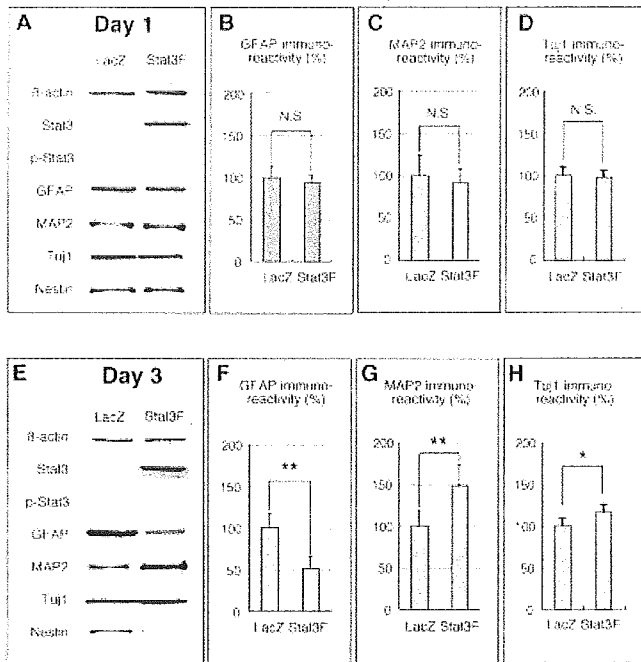 A Day 1
LacZ Stat3F
β-actin
Stat3
p-Stat3
GFAP
MAP2
Tuj1
Nestin
B
GFAP immuno-
reactivity (%)
200
150
100
50
0
N.S
LacZ Stat3F
C
MAP2 immuno-
reactivity (%)
200
150
100
50
0
N.S
LacZ Stat3F
D
Tuj1 immuno-
reactivity (%)
200
150
100
50
0
N.S.
LacZ Stat3F
E Day 3
LacZ Stat3F
β-actin
Stat3
p-Stat3
GFAP
MAP2
Tuj1
Nestin
F
GFAP immuno-
reactivity (%)
200
150
100
50
0
**
LacZ Stat3F
G
MAP2 immuno-
reactivity (%)
200
150
100
50
0
**
LacZ Stat3F
H
Tuj1 immuno
reactivity (%)
200
150
100
50
0
*
LacZ Stat3F